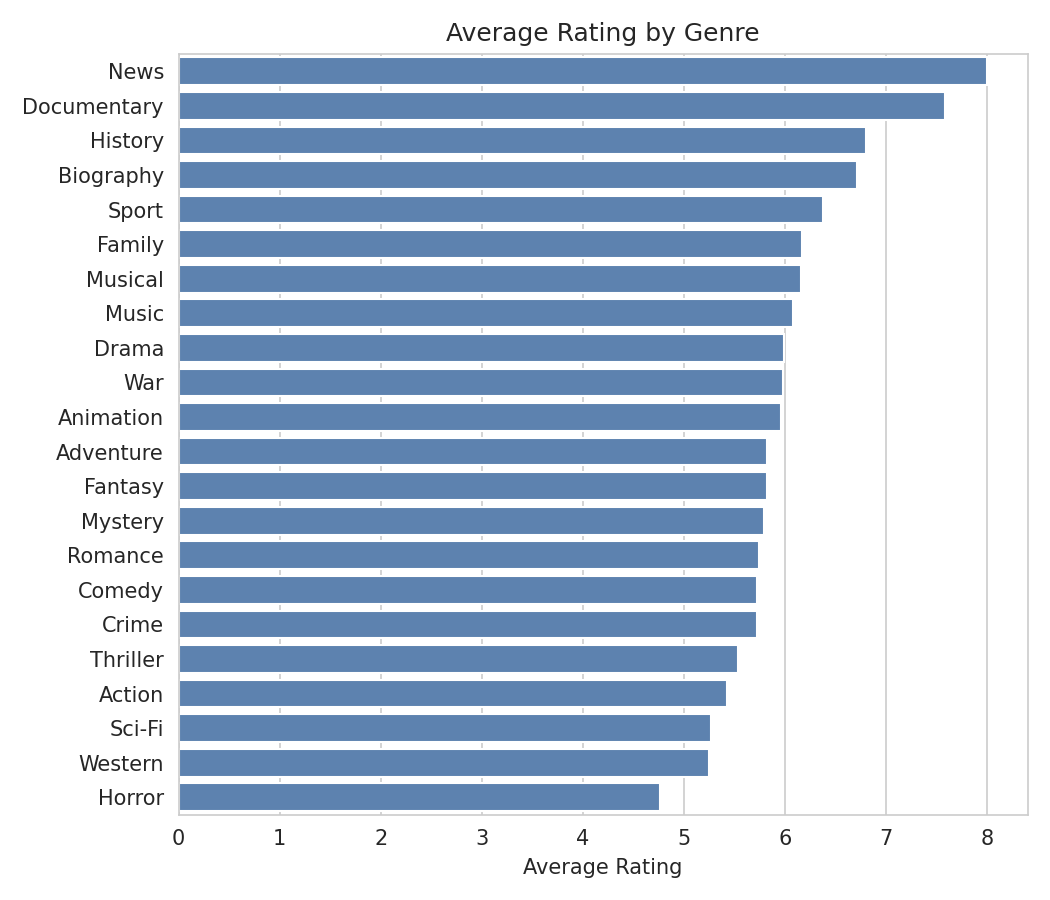 Average Rating by Genre
News
Documentary
History
Biography
Sport
Family
Musical
Music
Drama
War
Animation
Adventure
Fantasy
Mystery
Romance
Comedy
Crime
Thriller
Action
Sci-Fi
Western
Horror
0 1 2 3 4 5 6 7 8
Average Rating